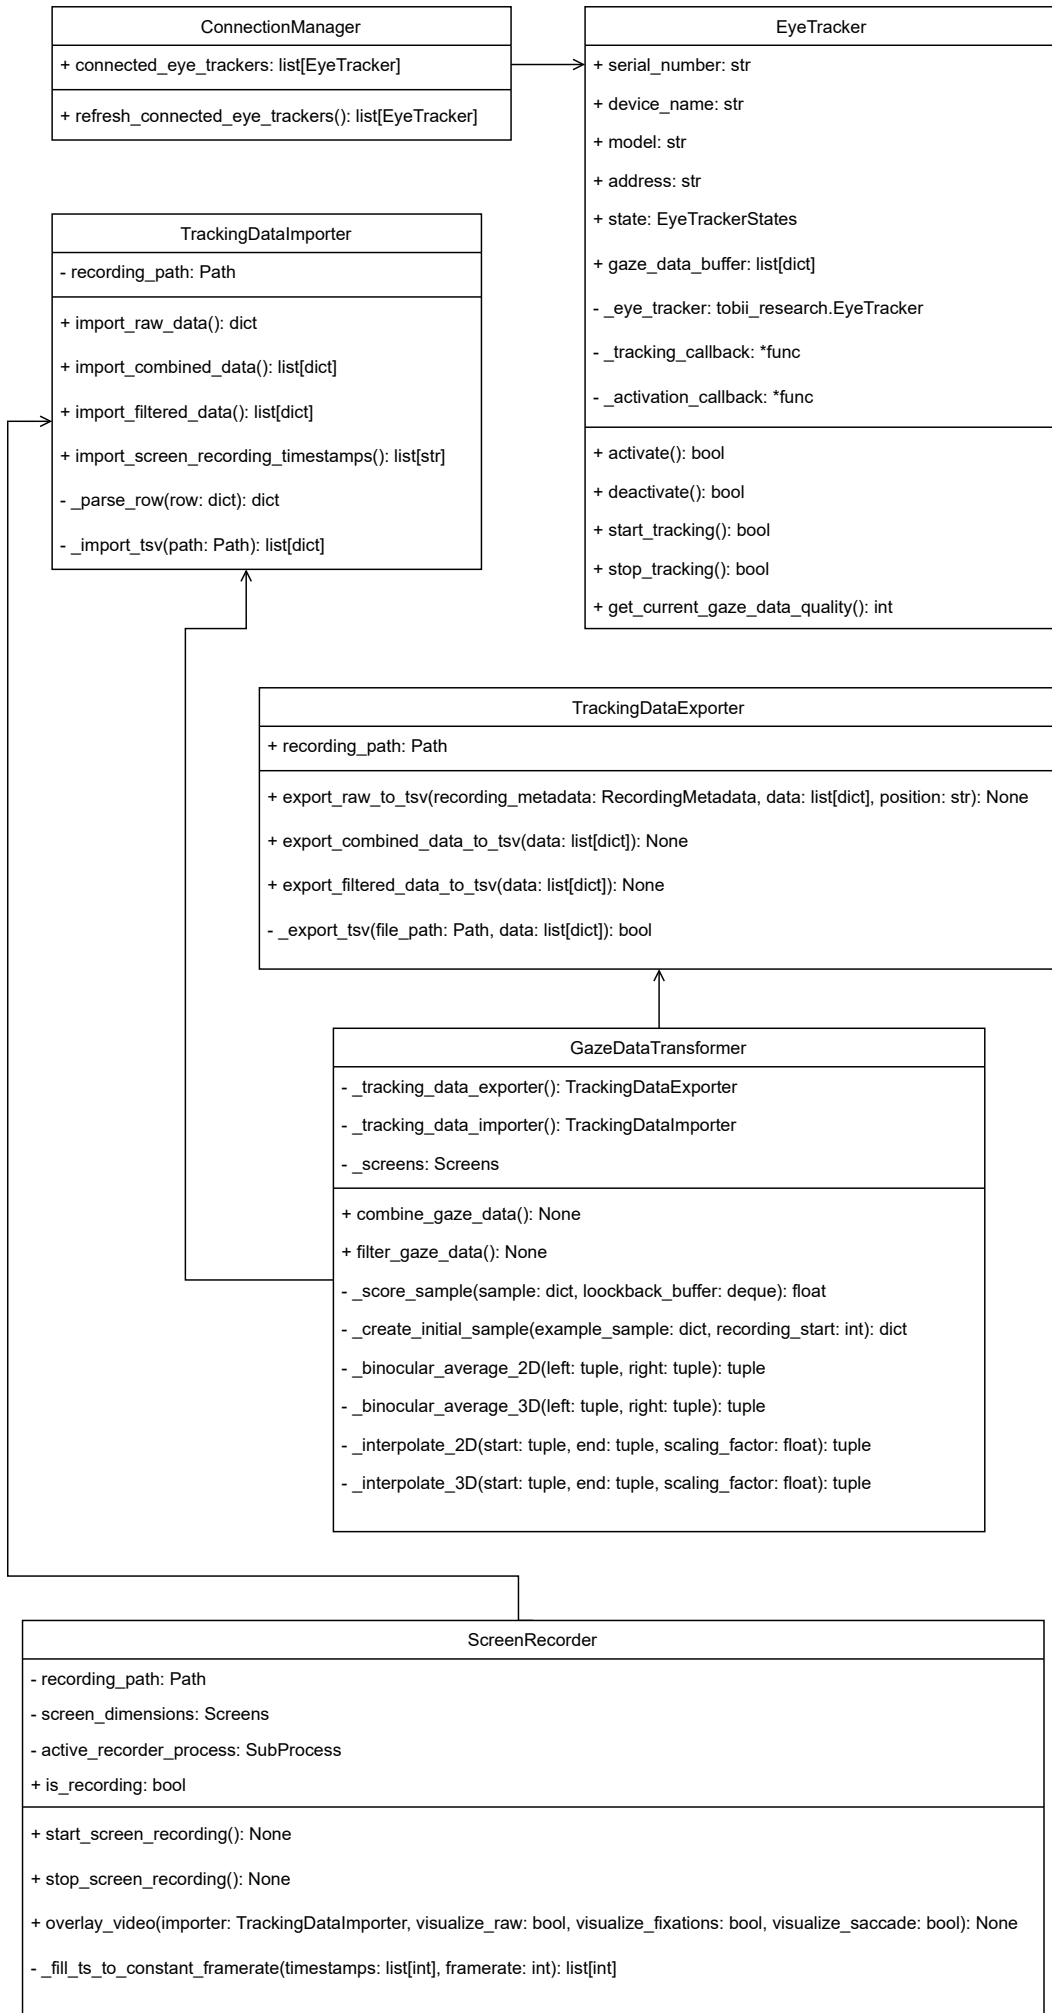 ConnectionManager
+ connected_eye_trackers: list[EyeTracker]
+ refresh_connected_eye_trackers(): list[EyeTracker]
EyeTracker
+ serial_number: str
+ device_name: str
+ model: str
+ address: str
+ state: EyeTrackerStates
+ gaze_data_buffer: list[dict]
- _eye_tracker: tobii_research.EyeTracker
- _tracking_callback: *func
- _activation_callback: *func
+ activate(): bool
+ deactivate(): bool
+ start_tracking(): bool
+ stop_tracking(): bool
+ get_current_gaze_data_quality(): int
TrackingDataImporter
- recording_path: Path
+ import_raw_data(): dict
+ import_combined_data(): list[dict]
+ import_filtered_data(): list[dict]
+ import_screen_recording_timestamps(): list[str]
- _parse_row(row: dict): dict
- _import_tsv(path: Path): list[dict]
TrackingDataExporter
+ recording_path: Path
+ export_raw_to_tsv(recording_metadata: RecordingMetadata, data: list[dict], position: str): None
+ export_combined_data_to_tsv(data: list[dict]): None
+ export_filtered_data_to_tsv(data: list[dict]): None
- _export_tsv(file_path: Path, data: list[dict]): bool
GazeDataTransformer
- _tracking_data_exporter(): TrackingDataExporter
- _tracking_data_importer(): TrackingDataImporter
- _screens: Screens
+ combine_gaze_data(): None
+ filter_gaze_data(): None
- _score_sample(sample: dict, loockback_buffer: deque): float
- _create_initial_sample(example_sample: dict, recording_start: int): dict
- _binocular_average_2D(left: tuple, right: tuple): tuple
- _binocular_average_3D(left: tuple, right: tuple): tuple
- _interpolate_2D(start: tuple, end: tuple, scaling_factor: float): tuple
- _interpolate_3D(start: tuple, end: tuple, scaling_factor: float): tuple
ScreenRecorder
- recording_path: Path
- screen_dimensions: Screens
- active_recorder_process: SubProcess
+ is_recording: bool
+ start_screen_recording(): None
+ stop_screen_recording(): None
+ overlay_video(importer: TrackingDataImporter, visualize_raw: bool, visualize_fixations: bool, visualize_saccade: bool): None
- _fill_ts_to_constant_framerate(timestamps: list[int], framerate: int): list[int]